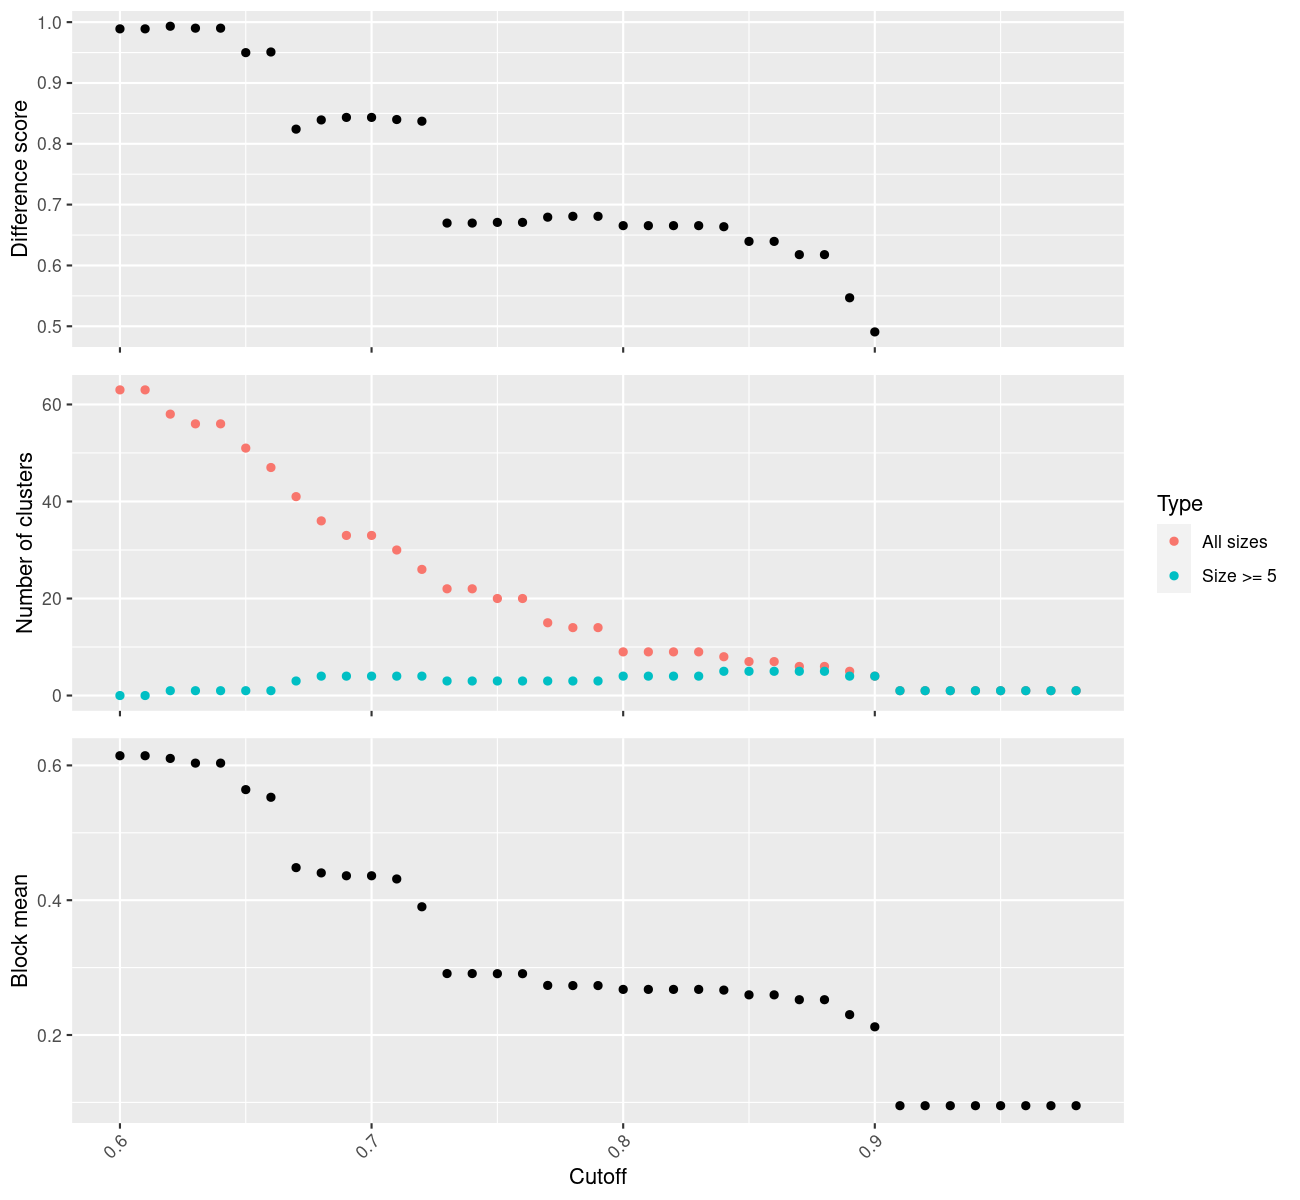 Difference score
1.0
0.9
0.8
0.7
0.6
0.5
Number of clusters
60
40
20
0
Type
All sizes
Size >= 5
Block mean
0.6
0.4
0.2
0.6
0.7
0.8
0.9
Cutoff